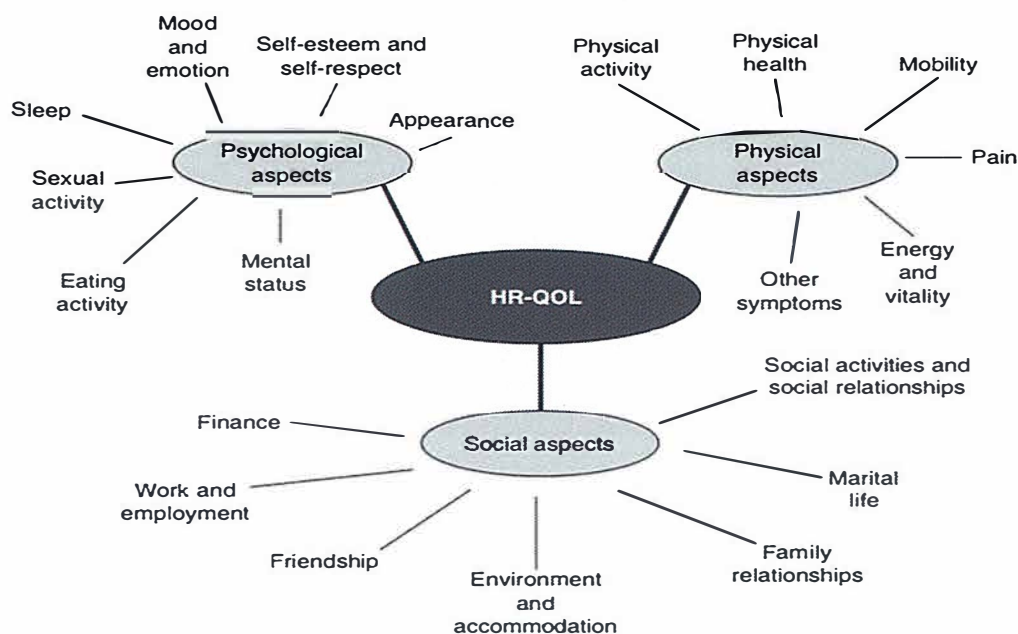 Mood
and
emotion
Self-esteem and
self-respect
Sleep
Appearance
Psychological
aspects
Sexual
activity
Eating
activity
Mental
status
Physical
activity
Physical
health
Mobility
Physical
aspects
Pain
Energy
and
vitality
Other
symptoms
HR-QOL
Social activities and
social relationships
Finance
Social aspects
Work and
employment
Marital
life
Friendship
Family
relationships
Environment
and
accommodation